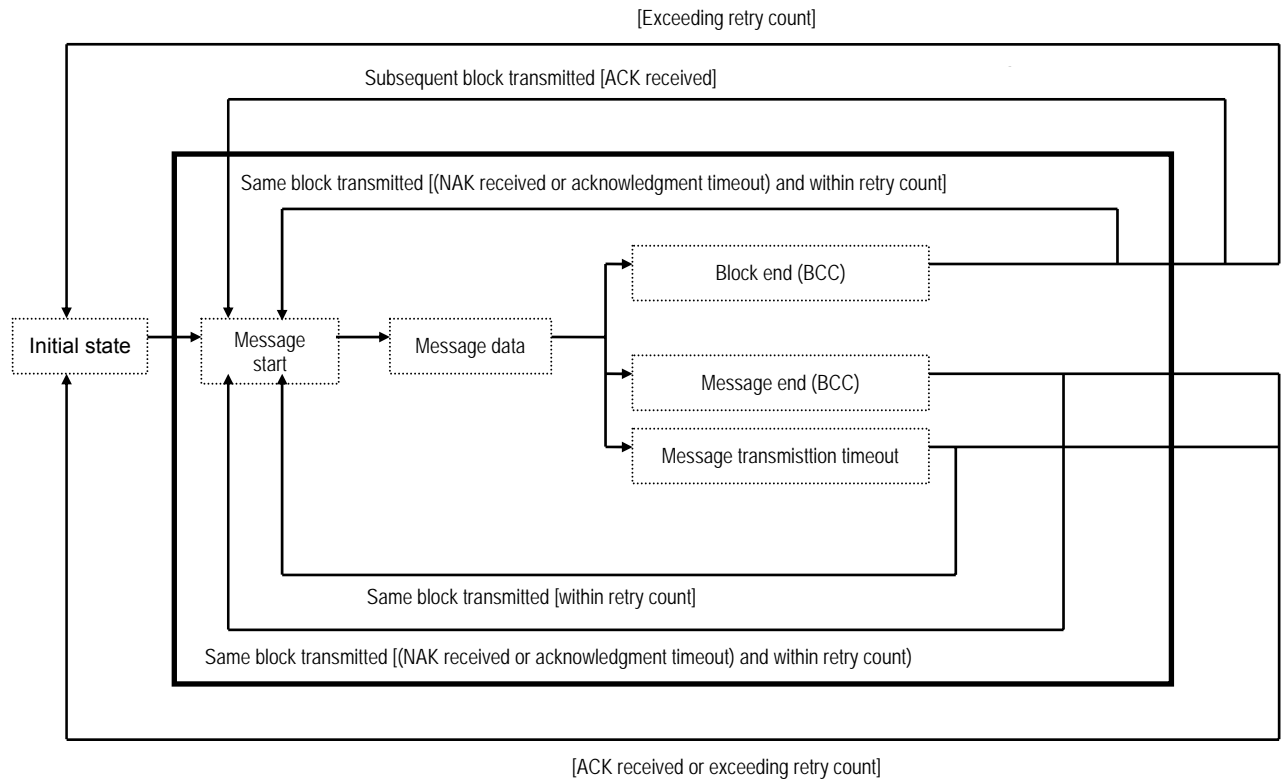 [Exceeding retry count]
Subsequent block transmitted [ACK received]
Same block transmitted [(NAK received or acknowledgment timeout) and within retry count]
Block end (BCC)
Initial state
Message
start
Message data
Message end (BCC)
Message transmisttion timeout
Same block transmitted [within retry count]
Same block transmitted [(NAK received or acknowledgment timeout) and within retry count)
[ACK received or exceeding retry count]